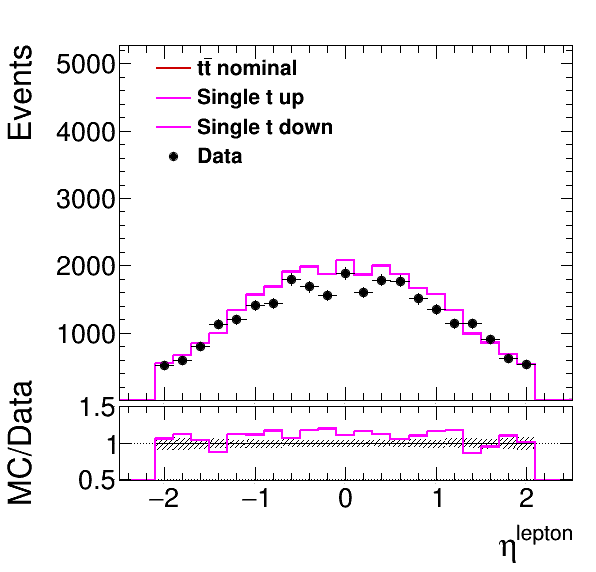 Events
5000
4000
3000
2000
1000
tt̄ nominal
Single t up
Single t down
Data
MC/Data
1.5
1
0.5
−2 −1 0 1 2
η^lepton